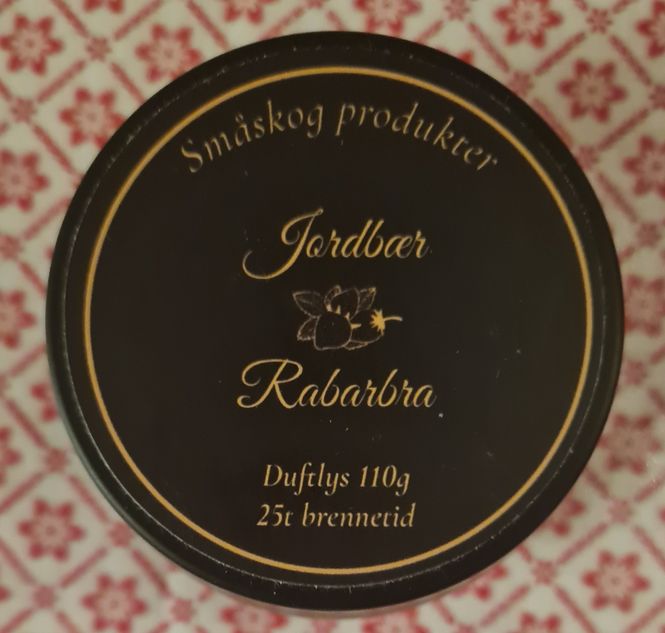 Småskog produkter
Jordbær
Rabarbra
Duftlys 110g
25t brennetid